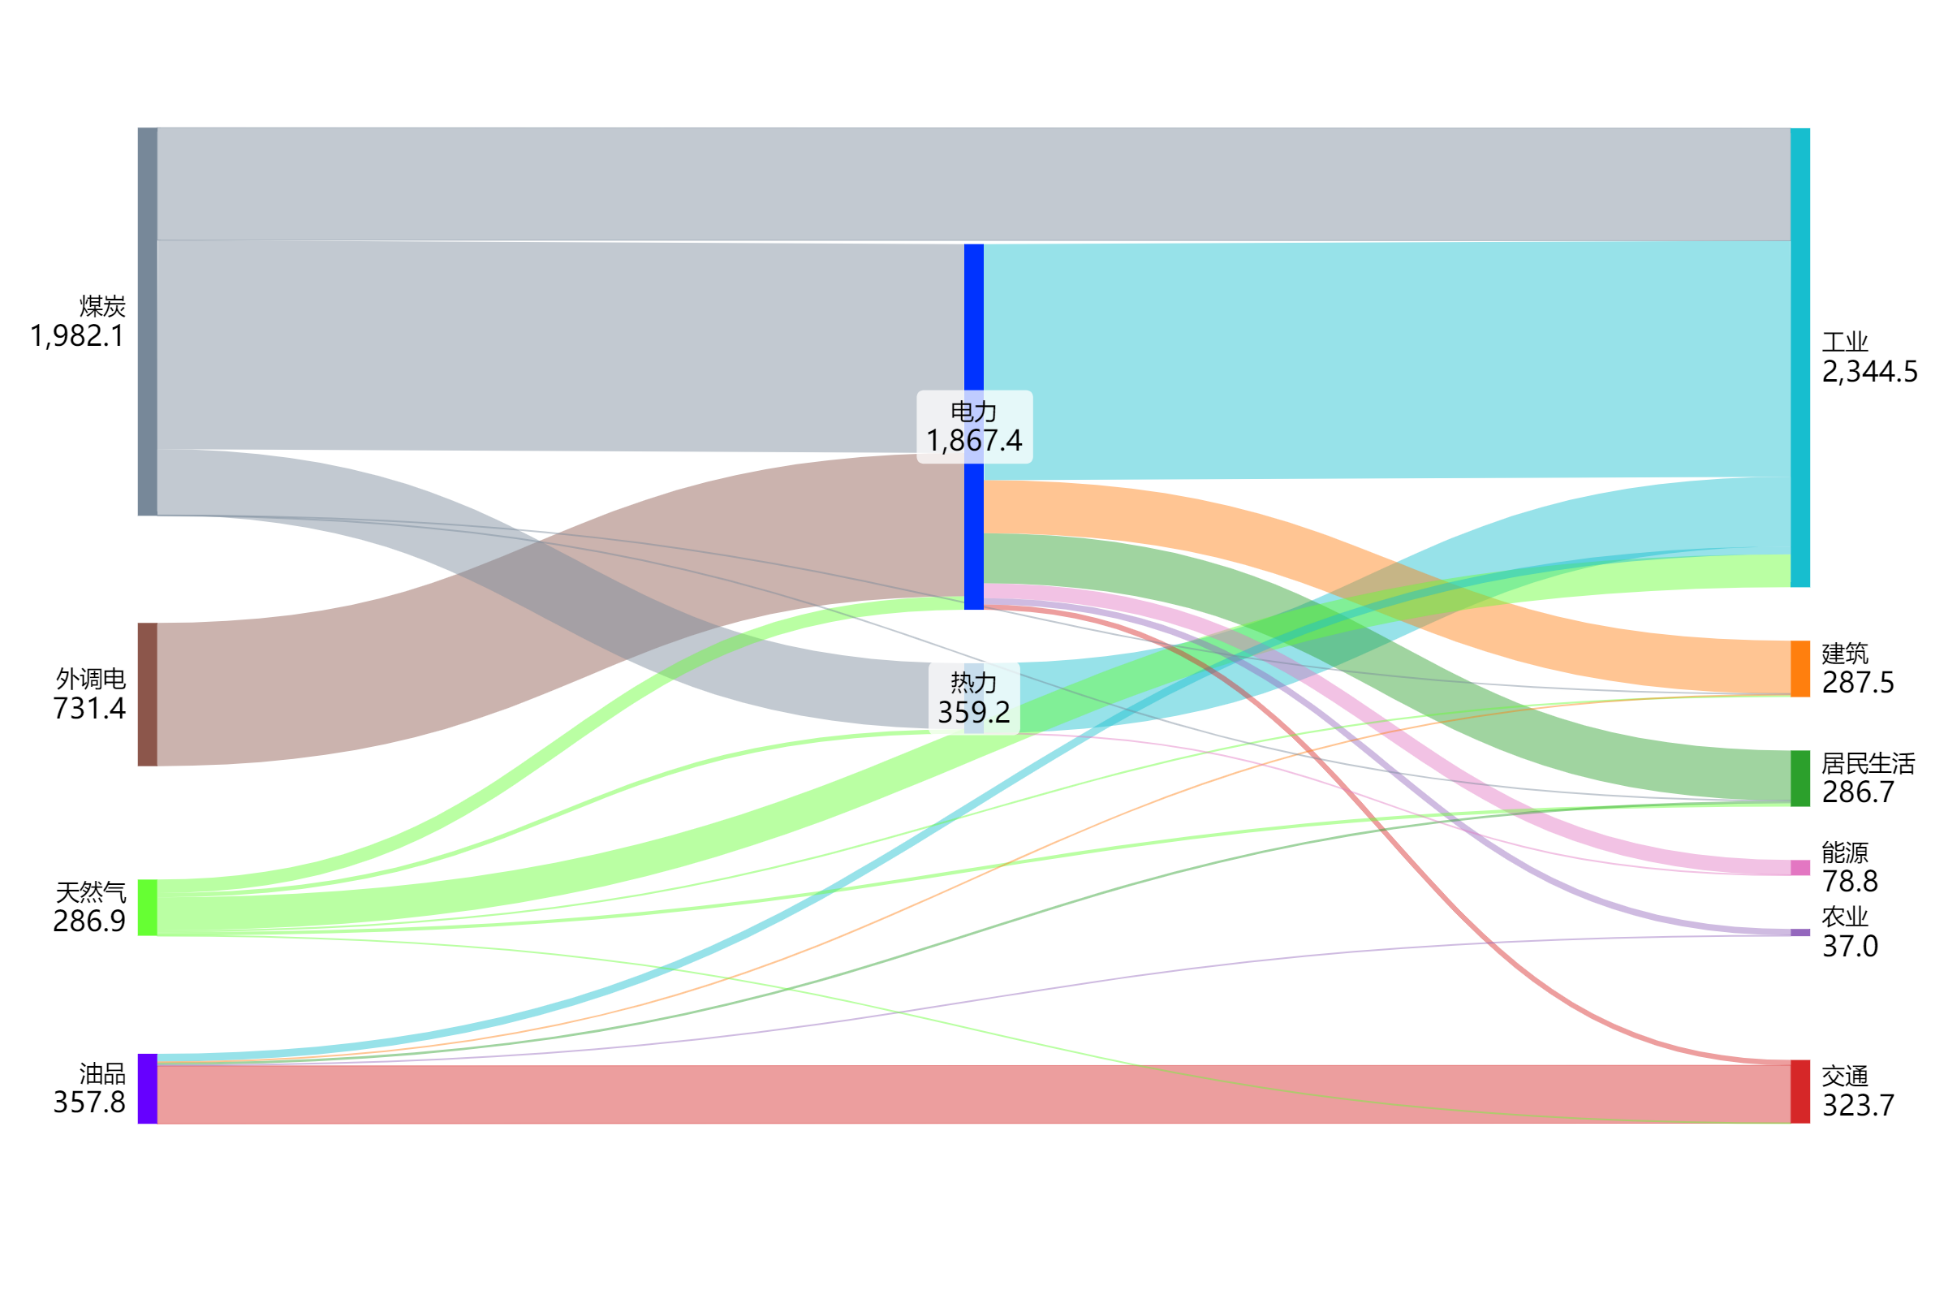 煤炭
1,982.1
外调电
731.4
天然气
286.9
油品
357.8
电力
1,867.4
热力
359.2
工业
2,344.5
建筑
287.5
居民生活
286.7
能源
78.8
农业
37.0
交通
323.7